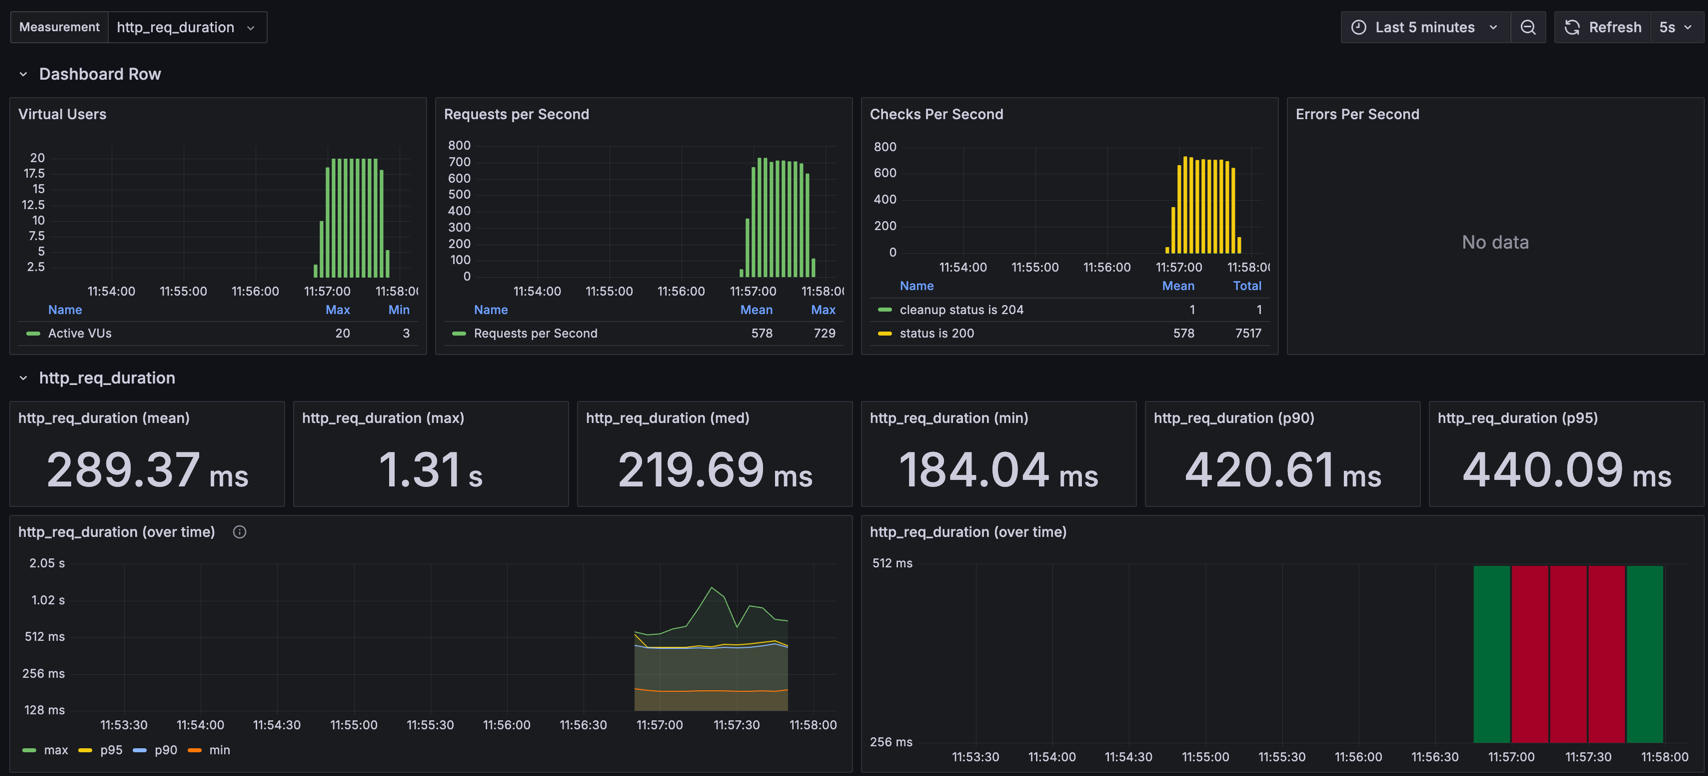 Measurement http_req_duration Last 5 minutes Refresh 5s
Dashboard Row
Virtual Users
20
17.5
15
12.5
10
7.5
5
2.5
11:54:00 11:55:00 11:56:00 11:57:00 11:58:0
Name Max Min
Active VUs 20 3
Requests per Second
800
700
600
500
400
300
200
100
0
11:54:00 11:55:00 11:56:00 11:57:00 11:58:0
Name Mean Max
Requests per Second 578 729
Checks Per Second
800
600
400
200
0
11:54:00 11:55:00 11:56:00 11:57:00 11:58:0
Name Mean Total
cleanup status is 204 1 1
status is 200 578 7517
Errors Per Second
No data
http_req_duration
http_req_duration (mean)
289.37 ms
http_req_duration (max)
1.31 s
http_req_duration (med)
219.69 ms
http_req_duration (min)
184.04 ms
http_req_duration (p90)
420.61 ms
http_req_duration (p95)
440.09 ms
http_req_duration (over time)
2.05 s
1.02 s
512 ms
256 ms
128 ms
11:53:30 11:54:00 11:54:30 11:55:00 11:55:30 11:56:00 11:56:30 11:57:00 11:57:30 11:58:00
max p95 p90 min
http_req_duration (over time)
512 ms
256 ms
11:53:30 11:54:00 11:54:30 11:55:00 11:55:30 11:56:00 11:56:30 11:57:00 11:57:30 11:58:00